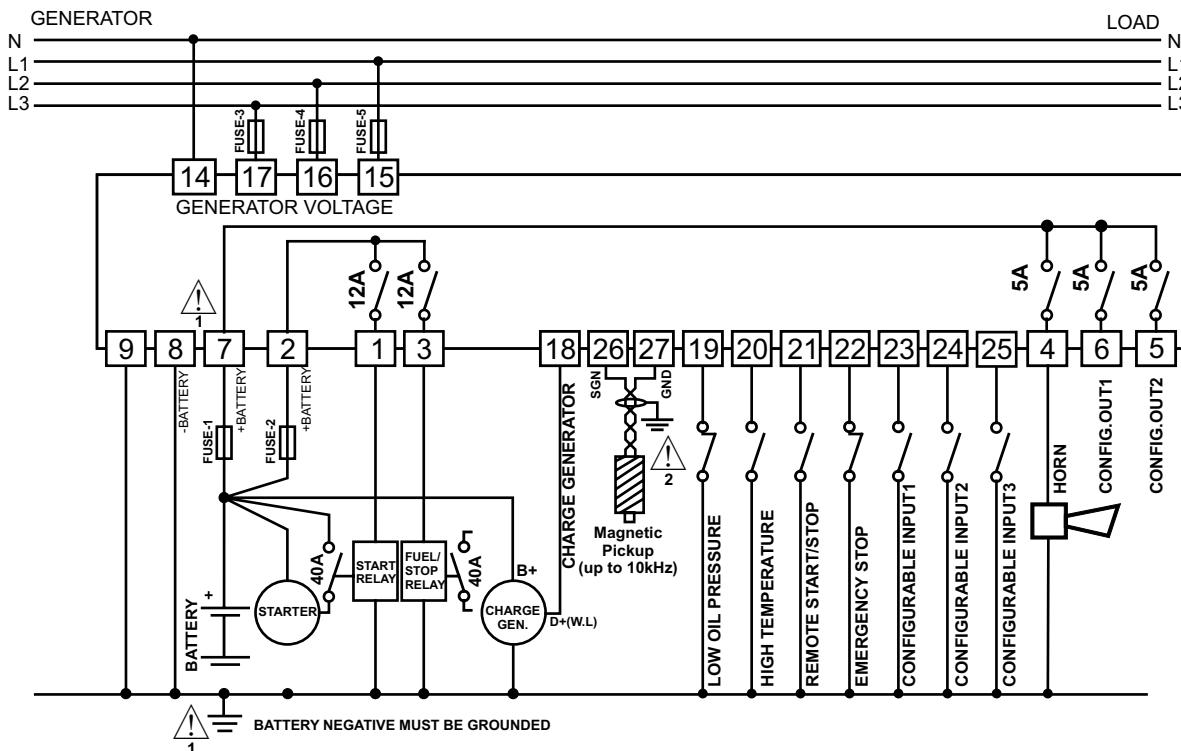 GENERATOR
LOAD
N
N
L1
L1
L2
L2
L3
L3
FUSE-3
FUSE-4
FUSE-5
14
17
16
15
GENERATOR VOLTAGE
12A
12A
5A
5A
5A
!
1
9
8
7
2
1
3
18
26
27
19
20
21
22
23
24
25
4
6
5
-BATTERY
+BATTERY
+BATTERY
FUSE-1
FUSE-2
CHARGE GENERATOR
SGN
GND
!
2
Magnetic
Pickup
(up to 10kHz)
LOW OIL PRESSURE
HIGH TEMPERATURE
REMOTE START/STOP
EMERGENCY STOP
CONFIGURABLE INPUT1
CONFIGURABLE INPUT2
CONFIGURABLE INPUT3
HORN
CONFIG.OUT1
CONFIG.OUT2
BATTERY
+
STARTER
40A
START
RELAY
FUEL/
STOP
RELAY
40A
B+
CHARGE
GEN.
D+(W.L)
!
1
BATTERY NEGATIVE MUST BE GROUNDED